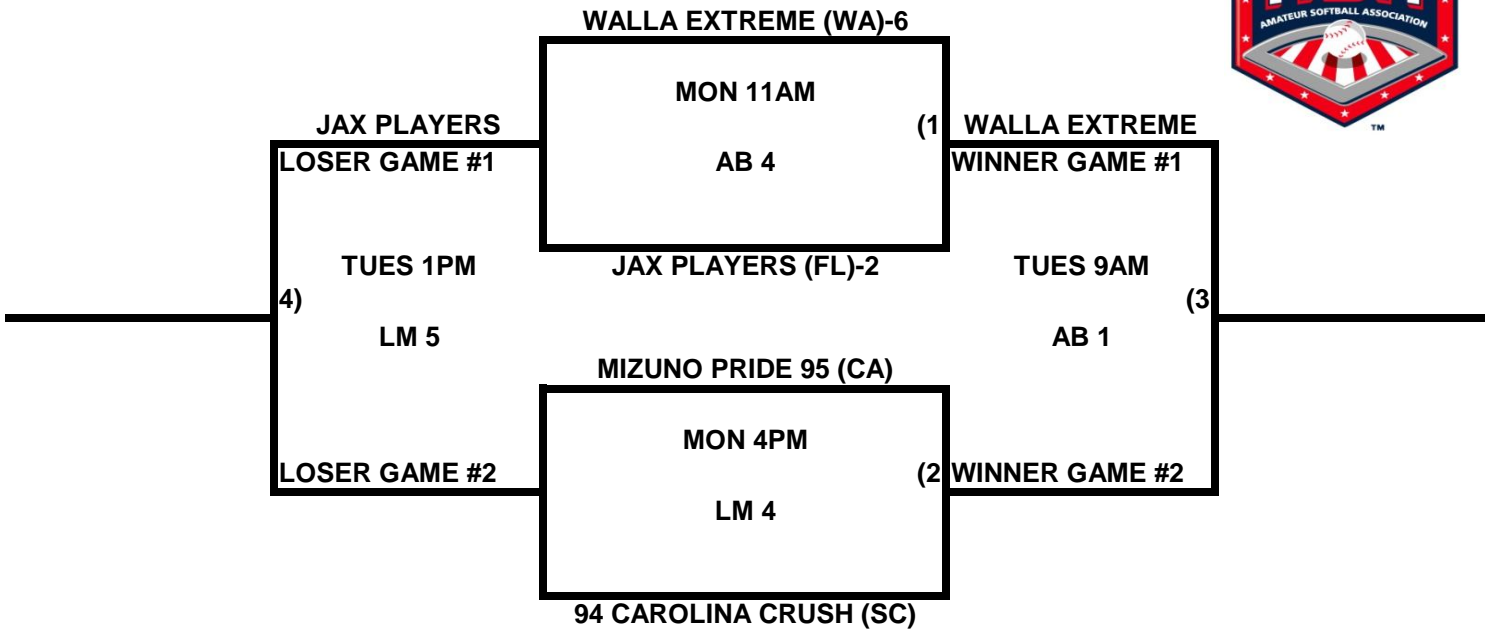 AMATEUR SOFTBALL ASSOCIATION
TM
WALLA EXTREME (WA)-6
MON 11AM
JAX PLAYERS
(1 WALLA EXTREME
LOSER GAME #1
AB 4
WINNER GAME #1
TUES 1PM
JAX PLAYERS (FL)-2
TUES 9AM
4)
(3
LM 5
AB 1
MIZUNO PRIDE 95 (CA)
MON 4PM
LOSER GAME #2
(2 WINNER GAME #2
LM 4
94 CAROLINA CRUSH (SC)